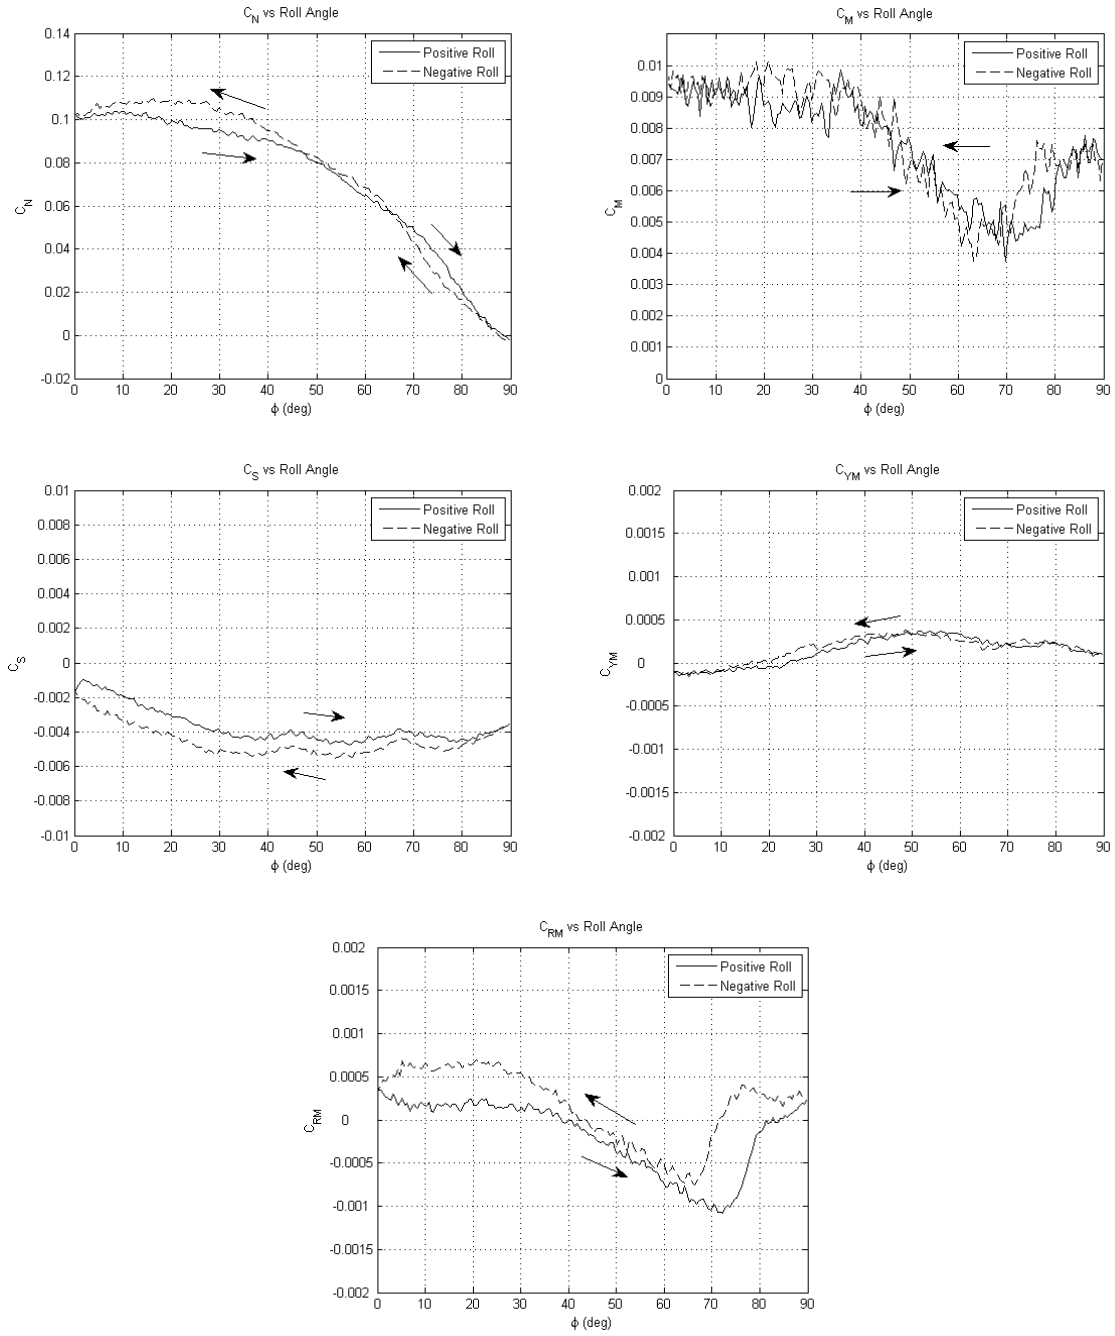 C_N vs Roll Angle
0.14
0.12
0.1
0.08
0.06
0.04
0.02
0
-0.02
C_N
0 10 20 30 40 50 60 70 80 90
ϕ (deg)
Positive Roll
Negative Roll
C_M vs Roll Angle
0.01
0.009
0.008
0.007
0.006
0.005
0.004
0.003
0.002
0.001
0
C_M
0 10 20 30 40 50 60 70 80 90
ϕ (deg)
Positive Roll
Negative Roll
C_S vs Roll Angle
0.01
0.008
0.006
0.004
0.002
0
-0.002
-0.004
-0.006
-0.008
-0.01
C_S
0 10 20 30 40 50 60 70 80 90
ϕ (deg)
Positive Roll
Negative Roll
C_YM vs Roll Angle
0.002
0.0015
0.001
0.0005
0
-0.0005
-0.001
-0.0015
-0.002
C_YM
0 10 20 30 40 50 60 70 80 90
ϕ (deg)
Positive Roll
Negative Roll
C_RM vs Roll Angle
0.002
0.0015
0.001
0.0005
0
-0.0005
-0.001
-0.0015
-0.002
C_RM
0 10 20 30 40 50 60 70 80 90
ϕ (deg)
Positive Roll
Negative Roll